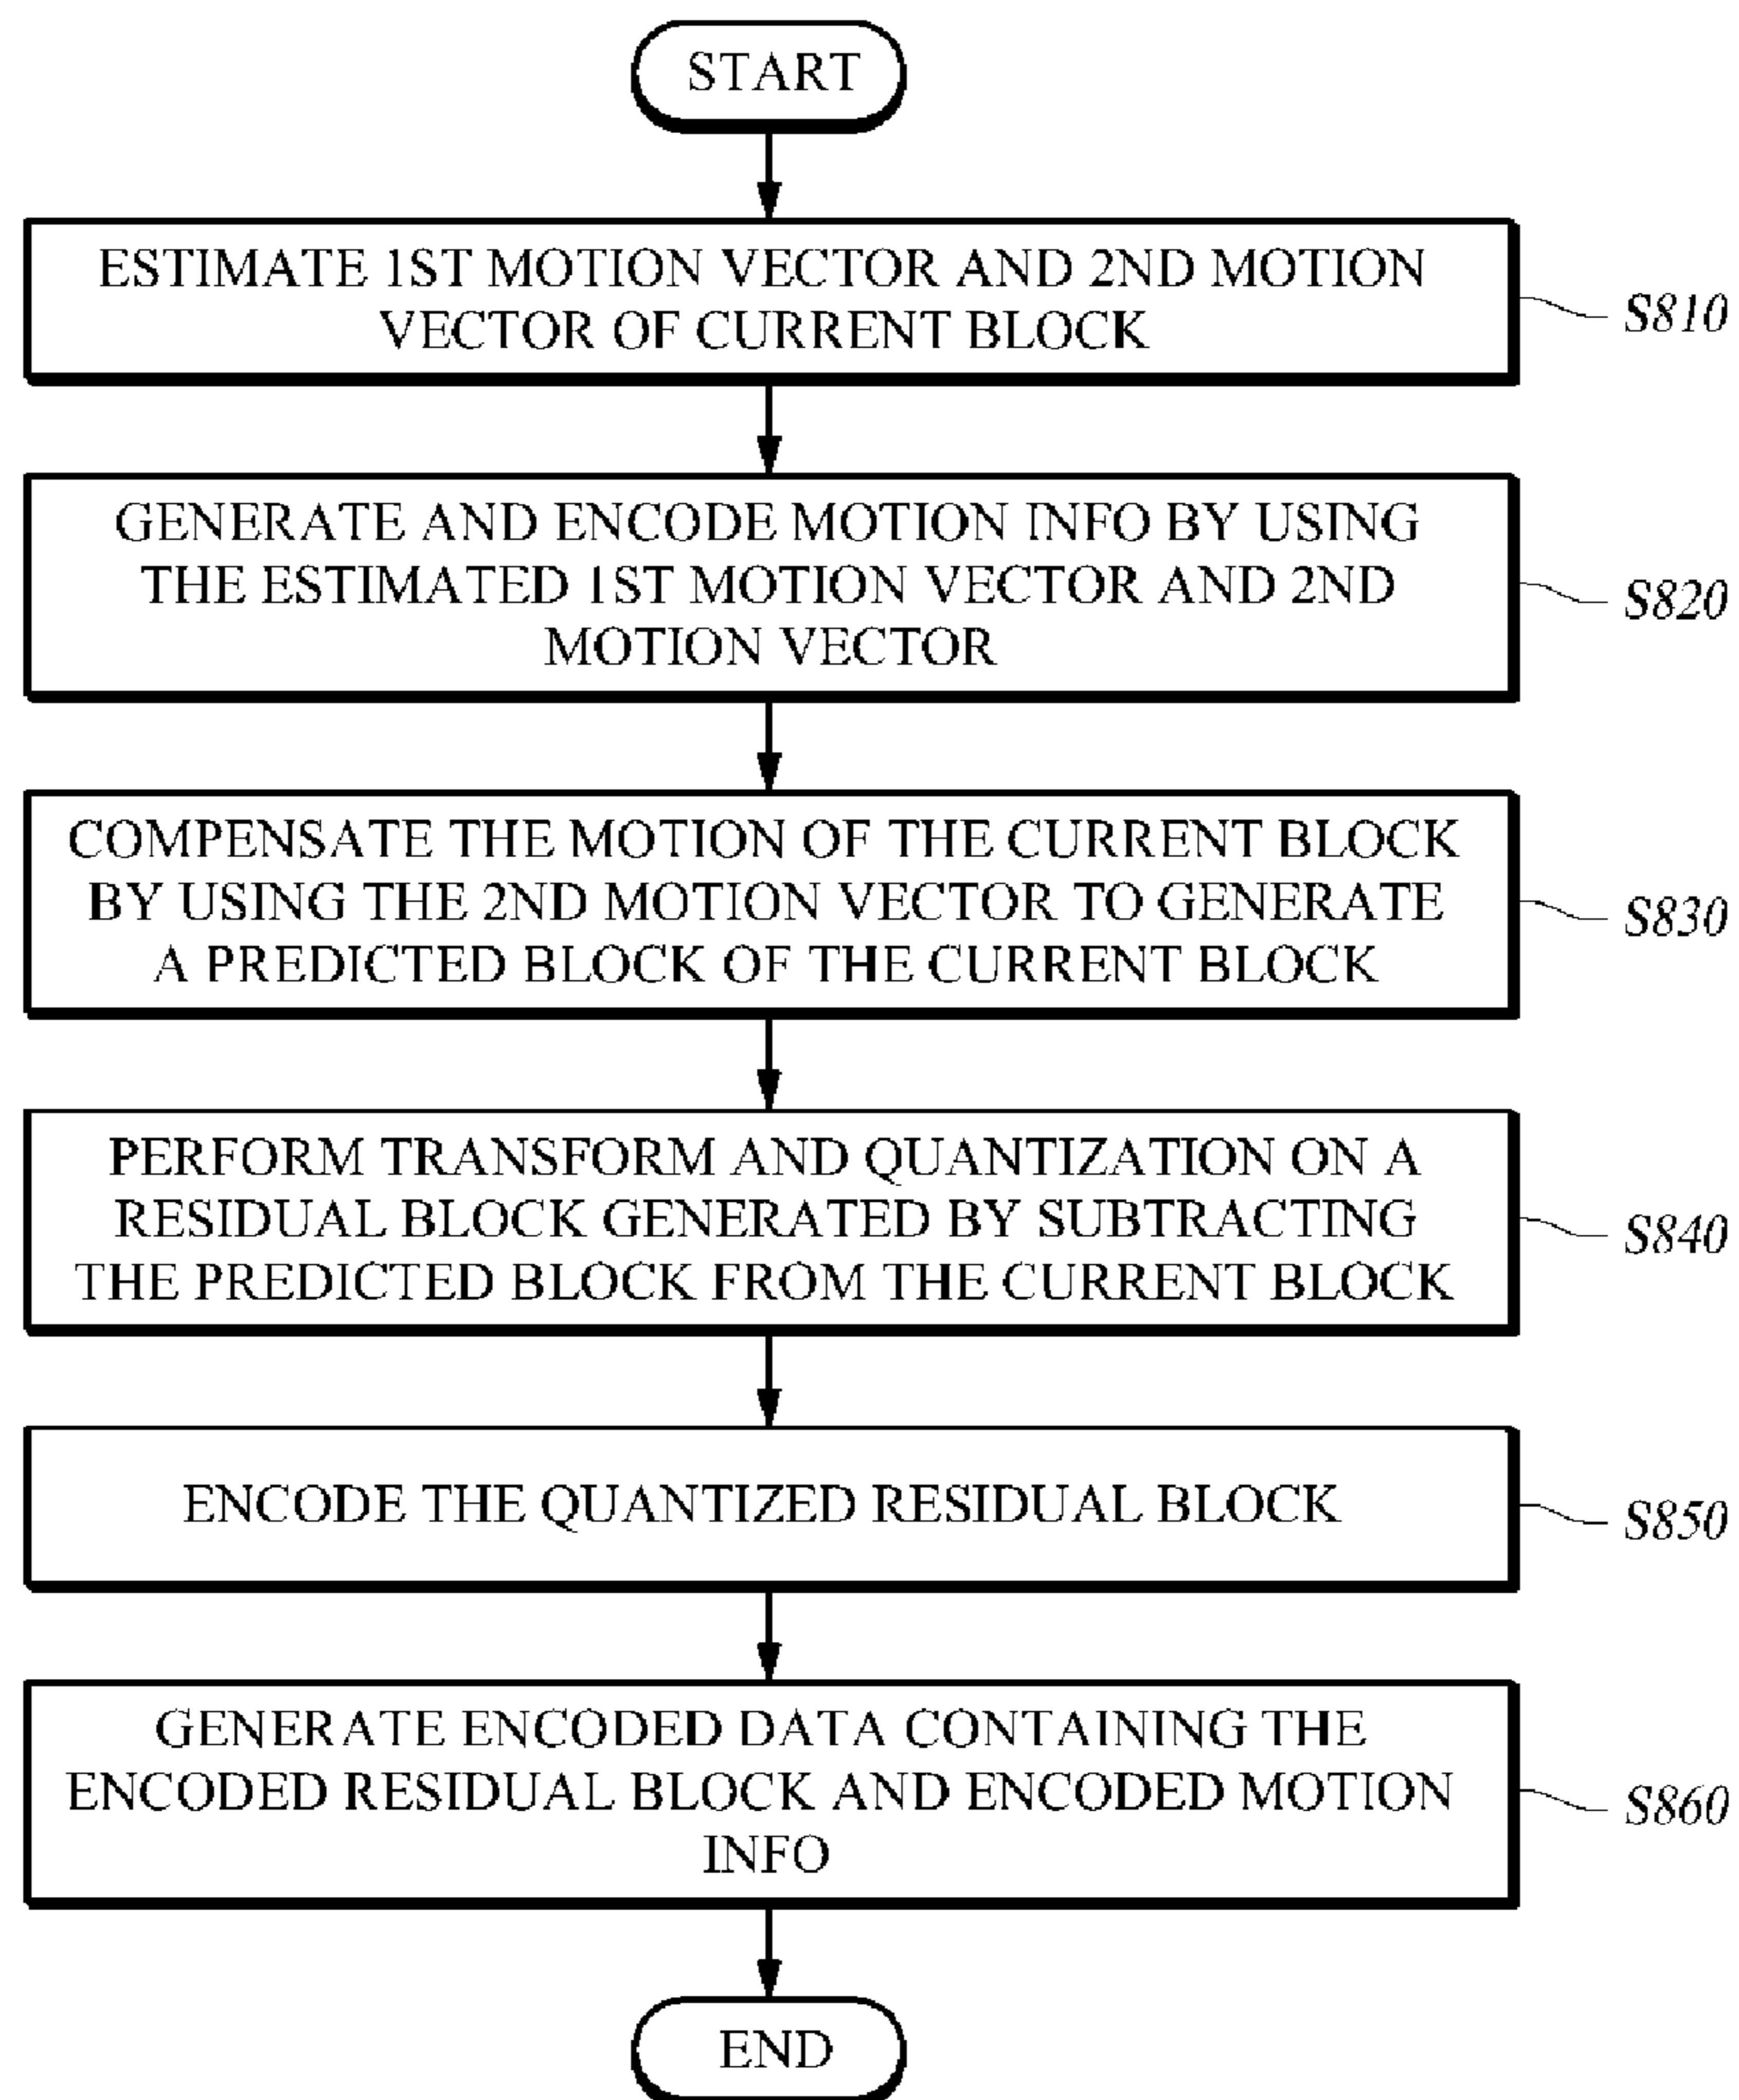 START
ESTIMATE 1ST MOTION VECTOR AND 2ND MOTION
VECTOR OF CURRENT BLOCK
S810
GENERATE AND ENCODE MOTION INFO BY USING
THE ESTIMATED 1ST MOTION VECTOR AND 2ND
MOTION VECTOR
S820
COMPENSATE THE MOTION OF THE CURRENT BLOCK
BY USING THE 2ND MOTION VECTOR TO GENERATE
A PREDICTED BLOCK OF THE CURRENT BLOCK
S830
PERFORM TRANSFORM AND QUANTIZATION ON A
RESIDUAL BLOCK GENERATED BY SUBTRACTING
THE PREDICTED BLOCK FROM THE CURRENT BLOCK
S840
ENCODE THE QUANTIZED RESIDUAL BLOCK
S850
GENERATE ENCODED DATA CONTAINING THE
ENCODED RESIDUAL BLOCK AND ENCODED MOTION
INFO
S860
END